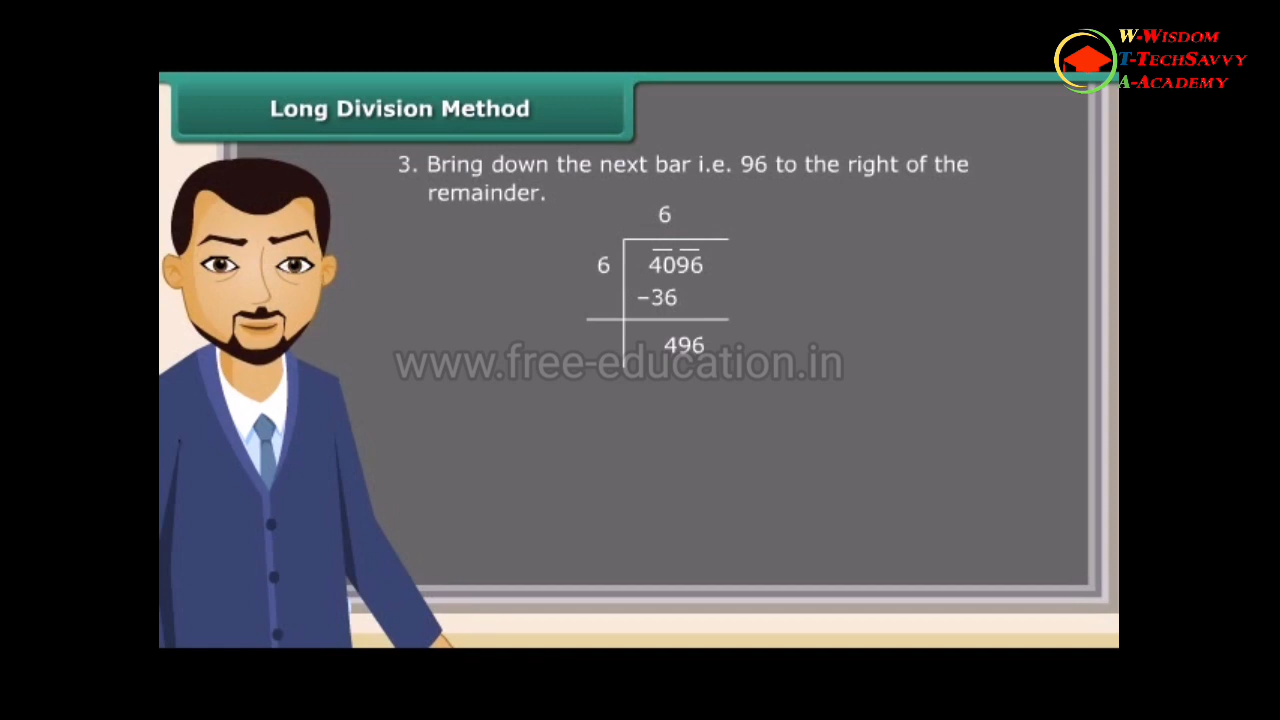 W-Wisdom
T-TechSavvy
A-Academy
Long Division Method
3. Bring down the next bar i.e. 96 to the right of the
remainder.
6
6 4096
−36
496
www.free-education.in